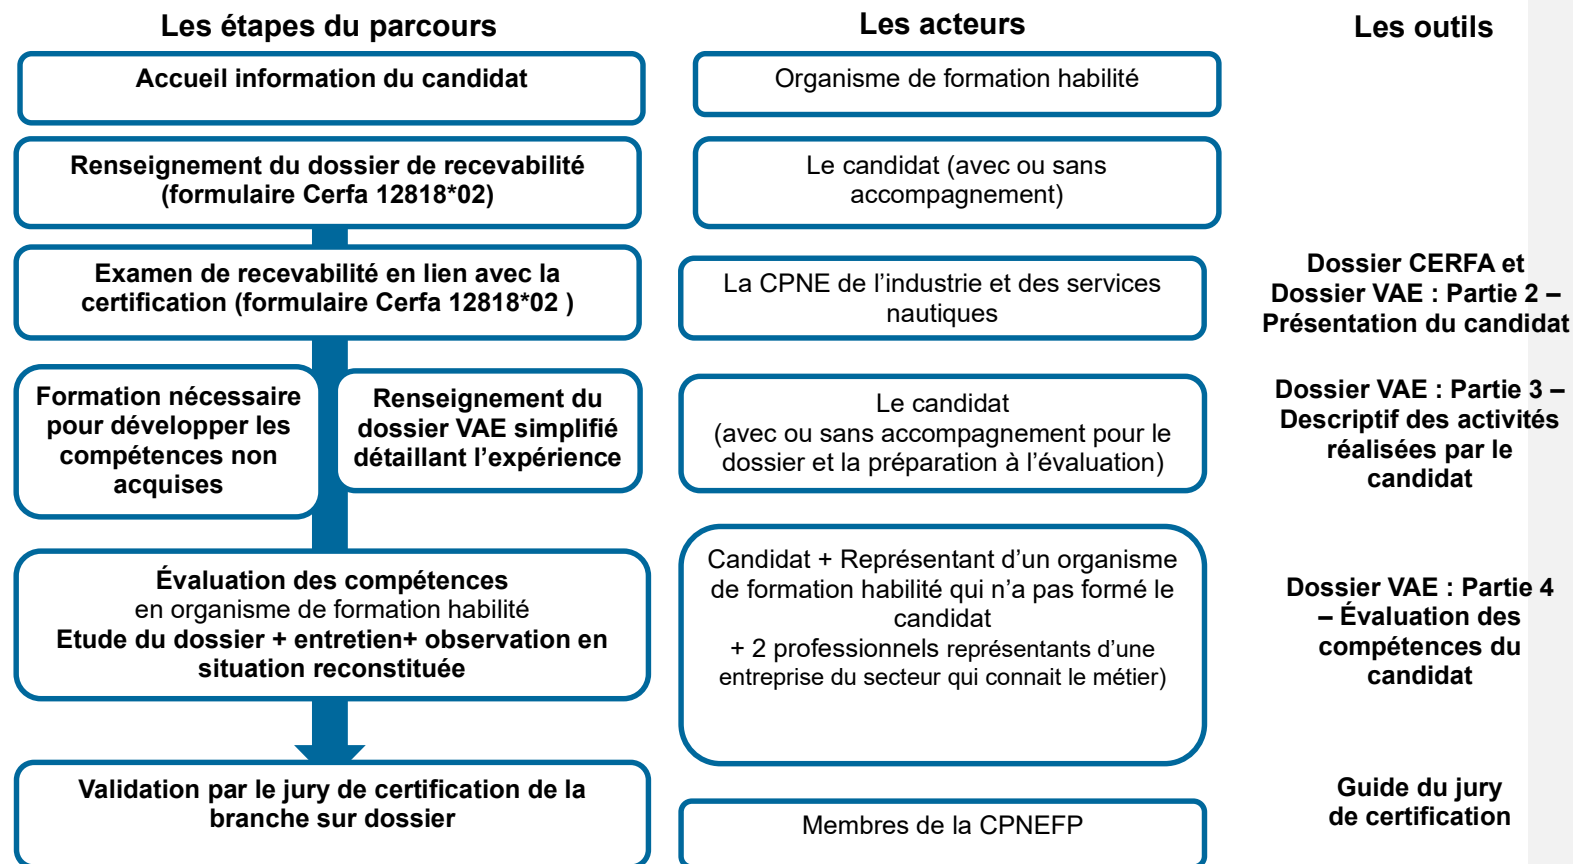 Les étapes du parcours
Les acteurs
Les outils
Accueil information du candidat
Organisme de formation habilité
Renseignement du dossier de recevabilité
(formulaire Cerfa 12818*02)
Le candidat (avec ou sans
accompagnement)
Examen de recevabilité en lien avec la
certification (formulaire Cerfa 12818*02 )
La CPNE de l’industrie et des services
nautiques
Dossier CERFA et
Dossier VAE : Partie 2 –
Présentation du candidat
Formation nécessaire
pour développer les
compétences non
acquises
Renseignement du
dossier VAE simplifié
détaillant l’expérience
Le candidat
(avec ou sans accompagnement pour le
dossier et la préparation à l’évaluation)
Dossier VAE : Partie 3 –
Descriptif des activités
réalisées par le
candidat
Évaluation des compétences
en organisme de formation habilité
Etude du dossier + entretien+ observation en
situation reconstituée
Candidat + Représentant d’un organisme
de formation habilité qui n’a pas formé le
candidat
+ 2 professionnels représentants d’une
entreprise du secteur qui connait le métier)
Dossier VAE : Partie 4
– Évaluation des
compétences du
candidat
Validation par le jury de certification de la
branche sur dossier
Membres de la CPNEFP
Guide du jury
de certification